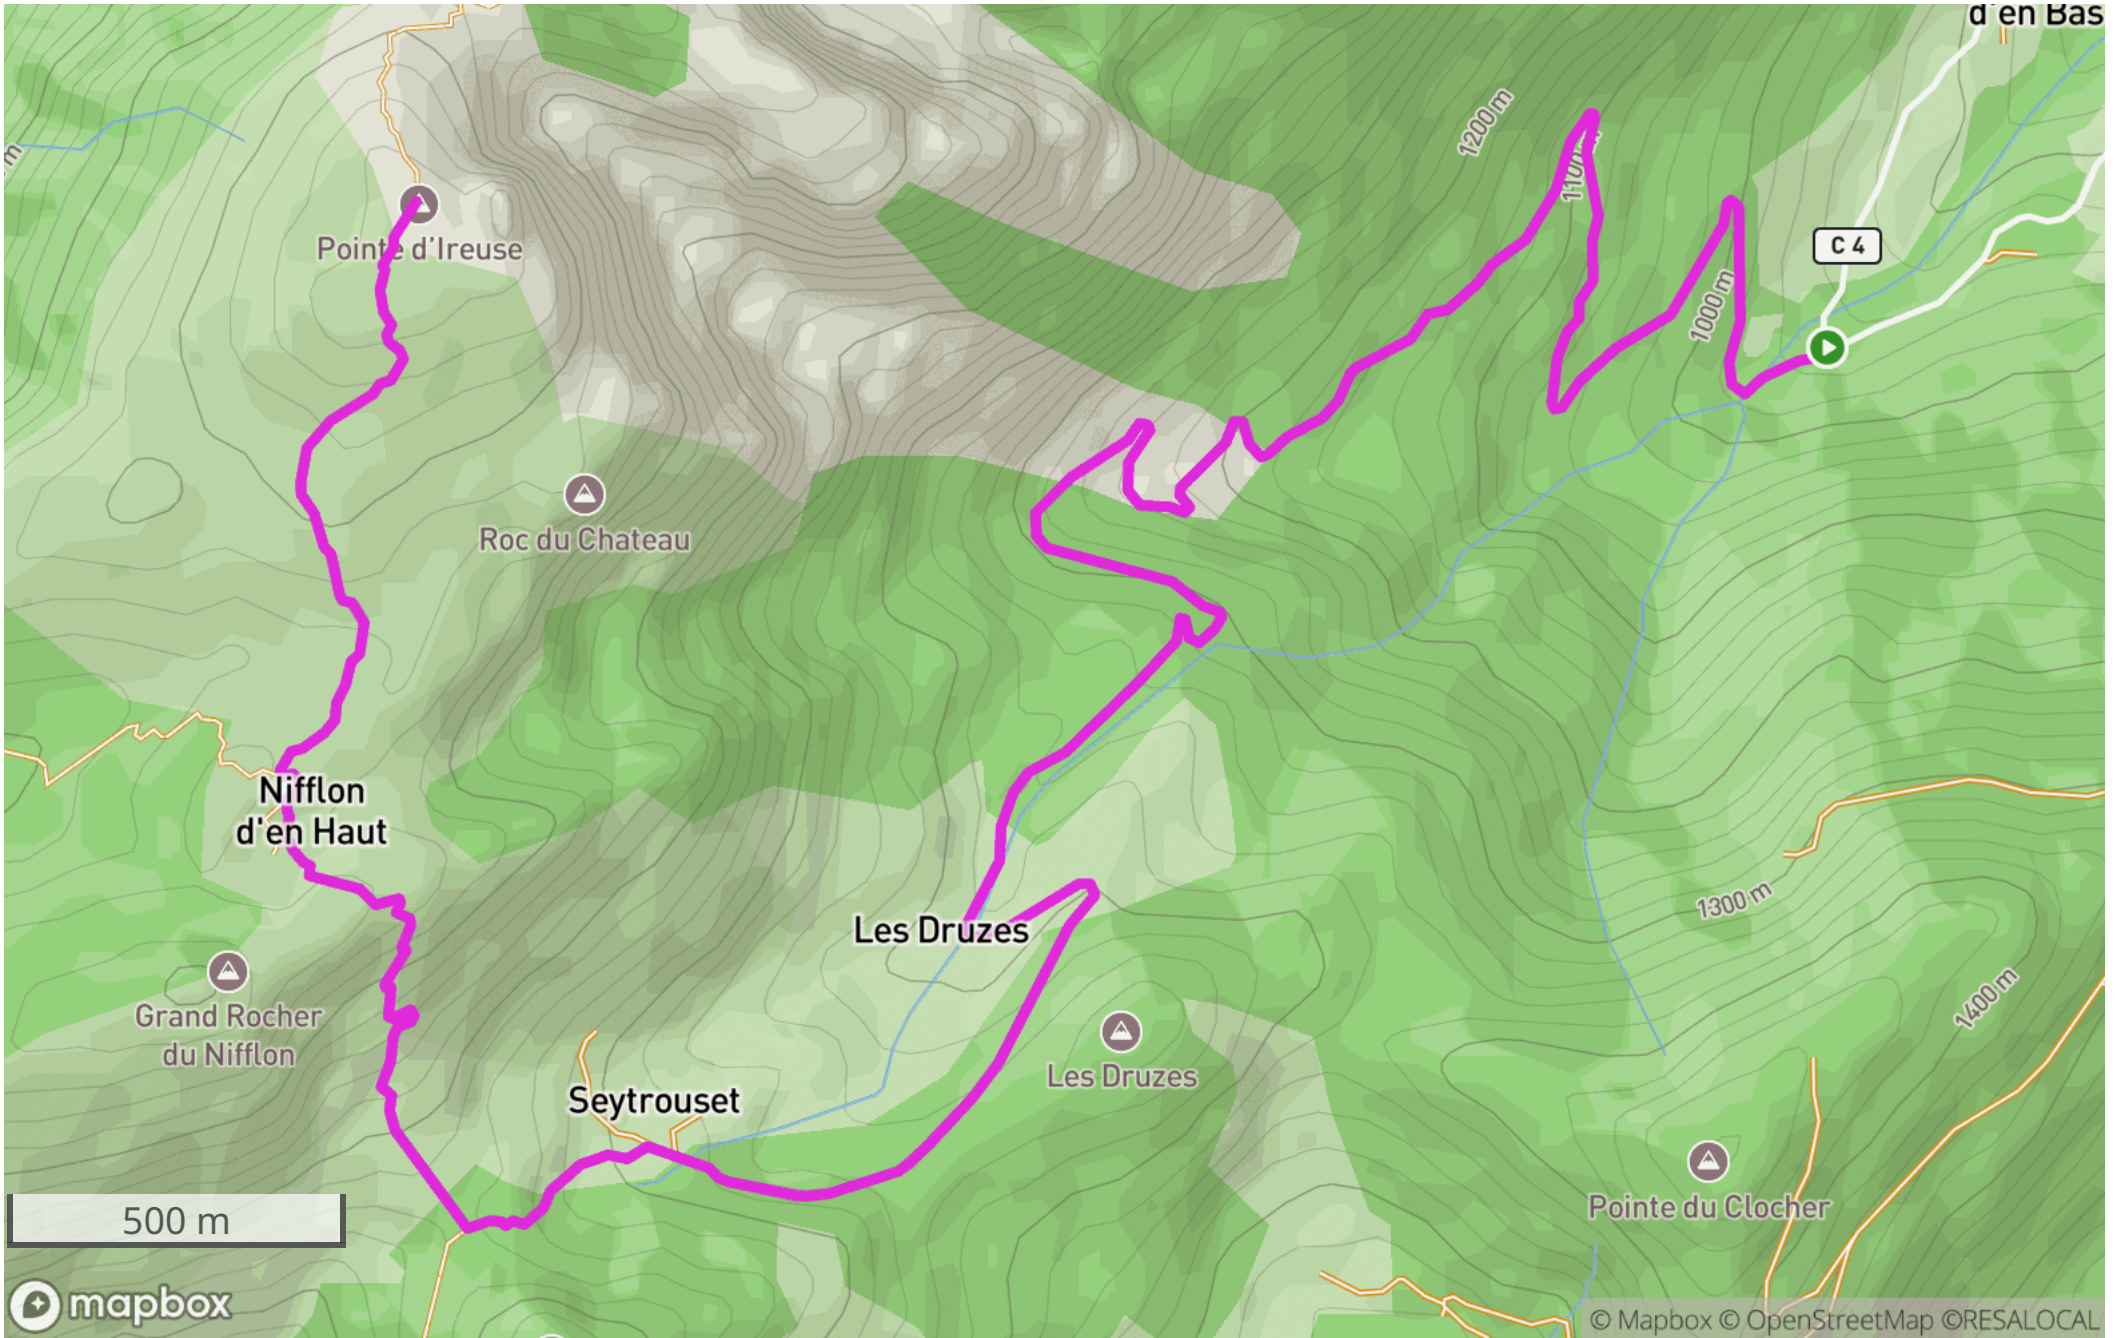 d'en Bas
1200 m
m
1100 m
C 4
Pointe d'Ireuse
1000 m
Roc du Chateau
Nifflon
d'en Haut
1300 m
Les Druzes
Grand Rocher
du Nifflon
1400 m
Les Druzes
Seytrouset
Pointe du Clocher
500 m
mapbox
© Mapbox © OpenStreetMap ©RESALOCAL